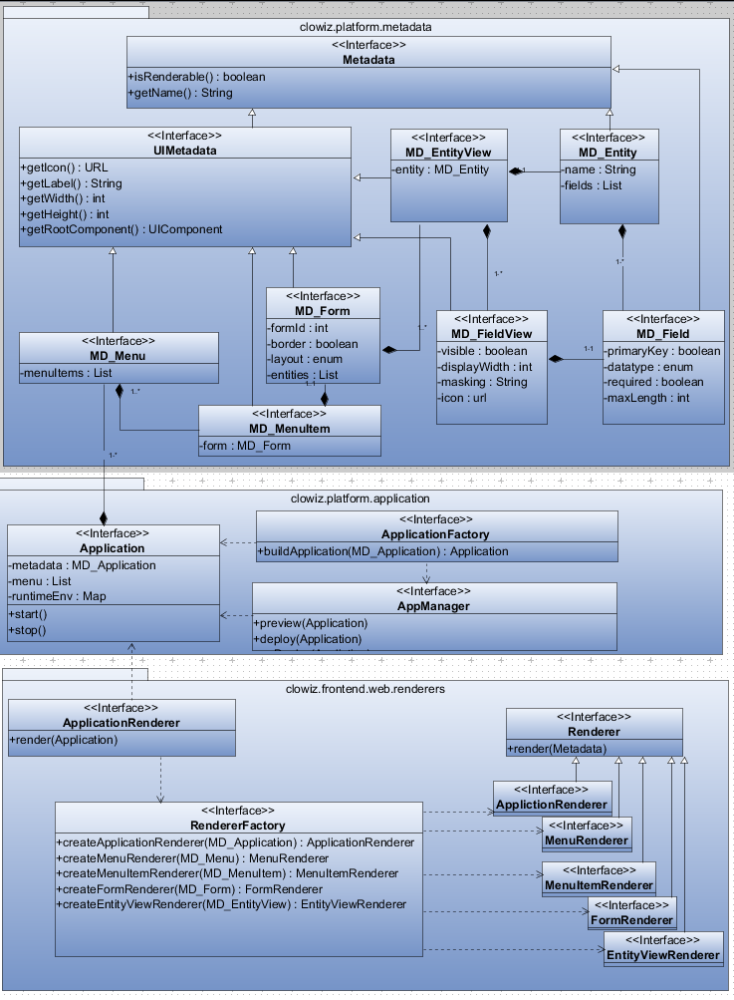 clowiz.platform.metadata
<<Interface>>
Metadata
+isRenderable() : boolean
+getName() : String
<<Interface>>
UIMetadata
+getIcon() : URL
+getLabel() : String
+getWidth() : int
+getHeight() : int
+getRootComponent() : UIComponent
<<Interface>>
MD_EntityView
-entity : MD_Entity
<<Interface>>
MD_Entity
-name : String
-fields : List
1-*
1-*
<<Interface>>
MD_Form
-formId : int
-border : boolean
-layout : enum
-entities : List
1..1
1..*
<<Interface>>
MD_FieldView
-visible : boolean
-displayWidth : int
-masking : String
-icon : url
1-1
<<Interface>>
MD_Field
-primaryKey : boolean
-datatype : enum
-required : boolean
-maxLength : int
<<Interface>>
MD_Menu
-menuItems : List
1..*
<<Interface>>
MD_MenuItem
-form : MD_Form
1-*
clowiz.platform.application
<<Interface>>
Application
-metadata : MD_Application
-menu : List
-runtimeEnv : Map
+start()
+stop()
<<Interface>>
ApplicationFactory
+buildApplication(MD_Application) : Application
<<Interface>>
AppManager
+preview(Application)
+deploy(Application)
clowiz.frontend.web.renderers
<<Interface>>
ApplicationRenderer
+render(Application)
<<Interface>>
Renderer
+render(Metadata)
<<Interface>>
RendererFactory
+createApplicationRenderer(MD_Application) : ApplicationRenderer
+createMenuRenderer(MD_Menu) : MenuRenderer
+createMenuItemRenderer(MD_MenuItem) : MenuItemRenderer
+createFormRenderer(MD_Form) : FormRenderer
+createEntityViewRenderer(MD_EntityView) : EntityViewRenderer
<<Interface>>
ApplictionRenderer
<<Interface>>
MenuRenderer
<<Interface>>
MenuItemRenderer
<<Interface>>
FormRenderer
<<Interface>>
EntityViewRenderer